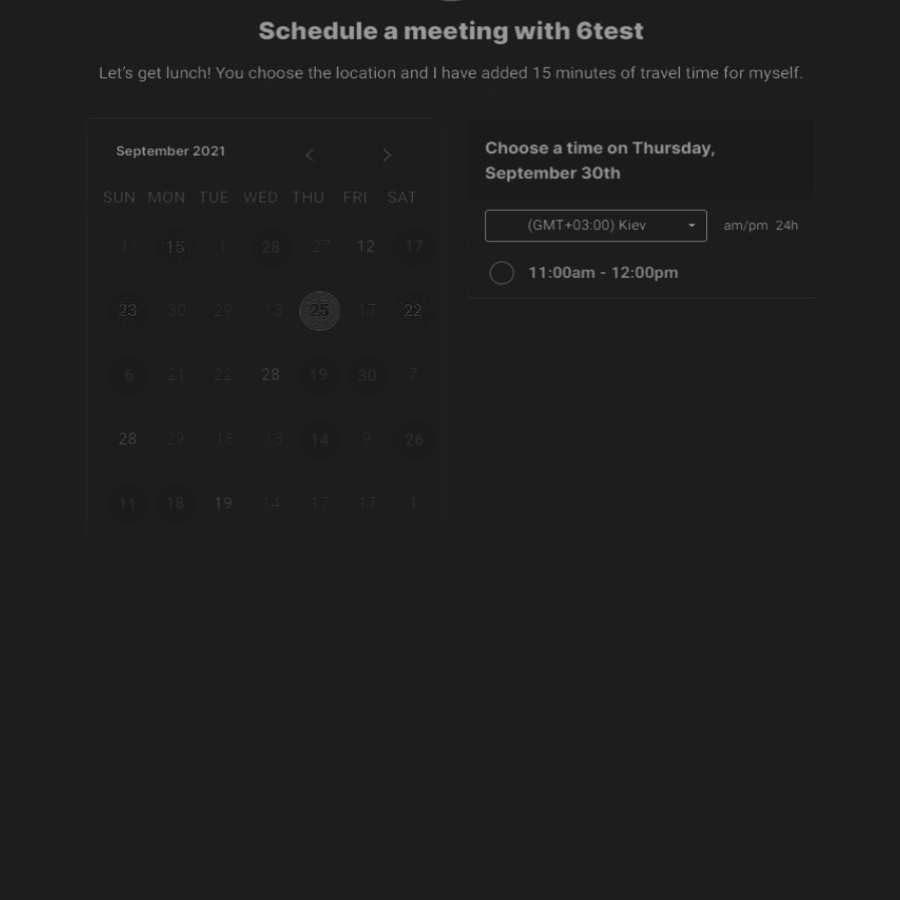 Schedule a meeting with 6test
Let's get lunch! You choose the location and I have added 15 minutes of travel time for myself.
September 2021
SUN MON TUE WED THU FRI SAT
11 15 1 28 27 12 17
23 30 29 13 25 17 22
6 21 22 28 19 30 7
28 29 18 13 14 9 26
11 18 19 14 17 17 1
Choose a time on Thursday,
September 30th
(GMT+03:00) Kiev
am/pm 24h
11:00am - 12:00pm